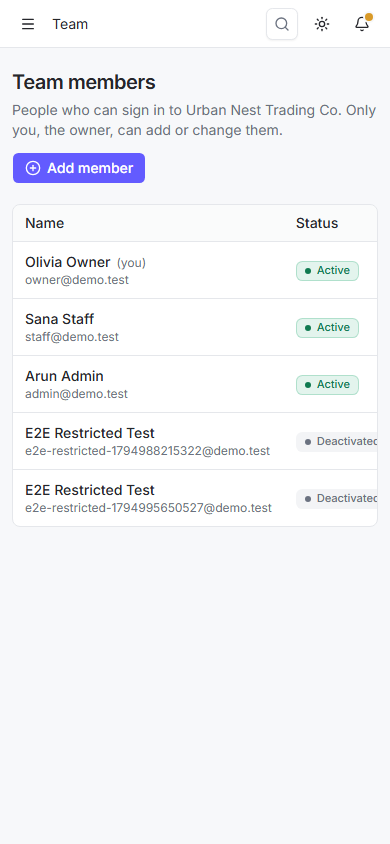 Team
Team members
People who can sign in to Urban Nest Trading Co. Only
you, the owner, can add or change them.
Add member
Name Status
Olivia Owner (you)
owner@demo.test
Active
Sana Staff
staff@demo.test
Active
Arun Admin
admin@demo.test
Active
E2E Restricted Test
e2e-restricted-1794988215322@demo.test
Deactivated
E2E Restricted Test
e2e-restricted-1794995650527@demo.test
Deactivated